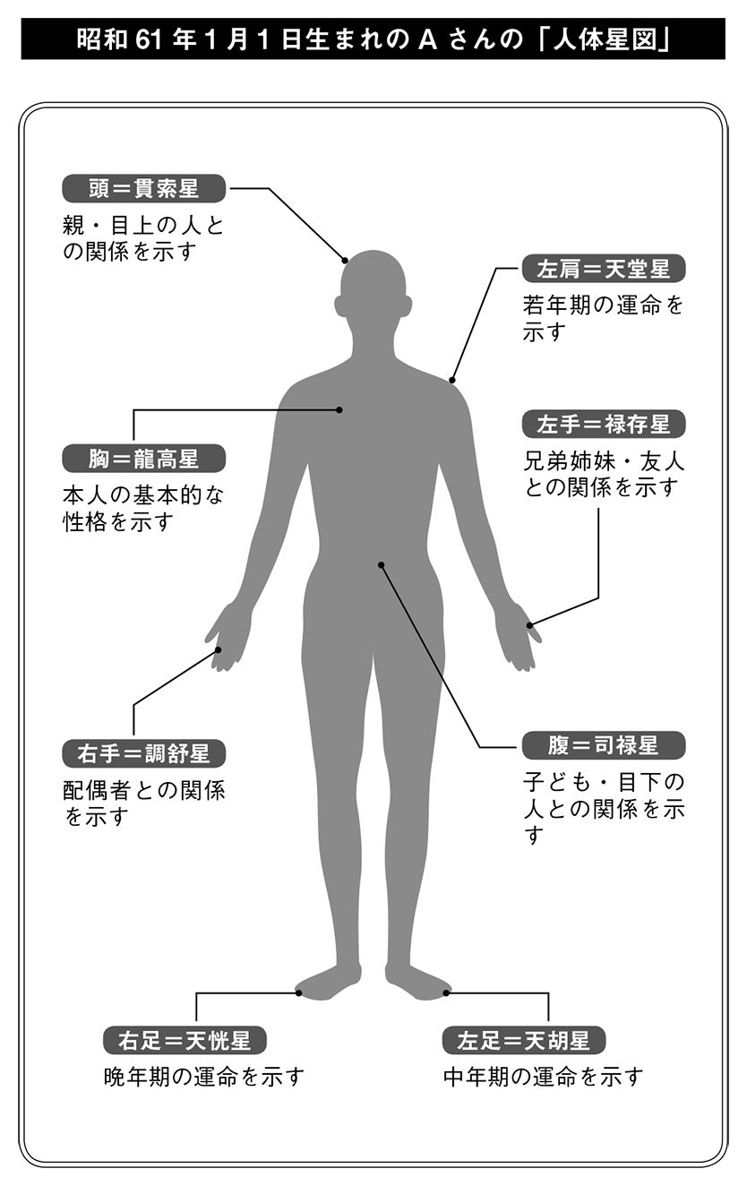 昭和61年1月1日生まれのAさんの「人体星図」
頭＝貫索星
親・目上の人と
の関係を示す
左肩＝天堂星
若年期の運命を
示す
胸＝龍高星
本人の基本的な
性格を示す
左手＝禄存星
兄弟姉妹・友人
との関係を示す
右手＝調舒星
配偶者との関係
を示す
腹＝司禄星
子ども・目下の
人との関係を示
す
右足＝天恍星
晩年期の運命を示す
左足＝天胡星
中年期の運命を示す